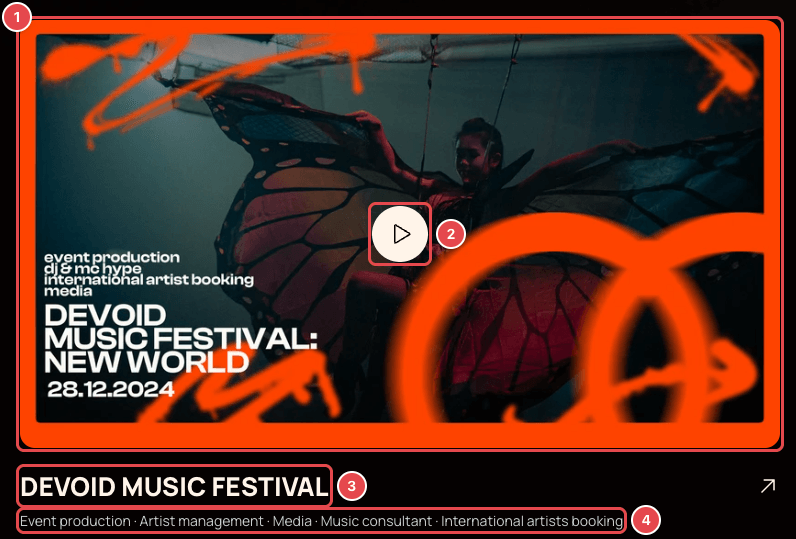 1
2
event production
dj & mc hype
international artist booking
media
DEVOID
MUSIC FESTIVAL:
NEW WORLD
28.12.2024
DEVOID MUSIC FESTIVAL
3
Event production · Artist management · Media · Music consultant · International artists booking
4